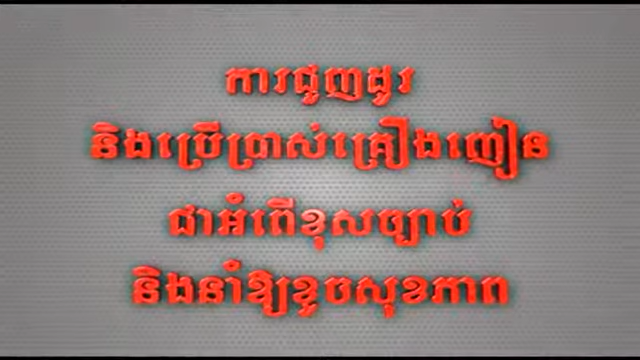 ការជួញដូរ
និងប្រើប្រាស់គ្រឿងញៀន
ជាអំពើខុសច្បាប់
និងនាំឱ្យខូចសុខភាព